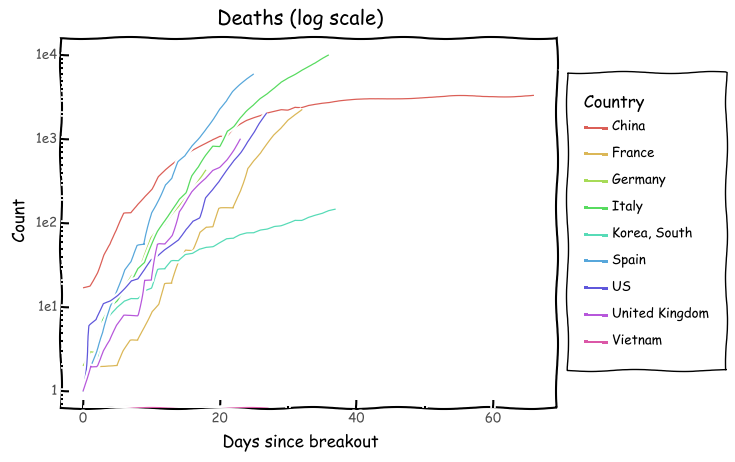 Deaths (log scale)
1e4
1e3
1e2
1e1
1
Count
0
20
40
60
Days since breakout
Country
China
France
Germany
Italy
Korea, South
Spain
US
United Kingdom
Vietnam